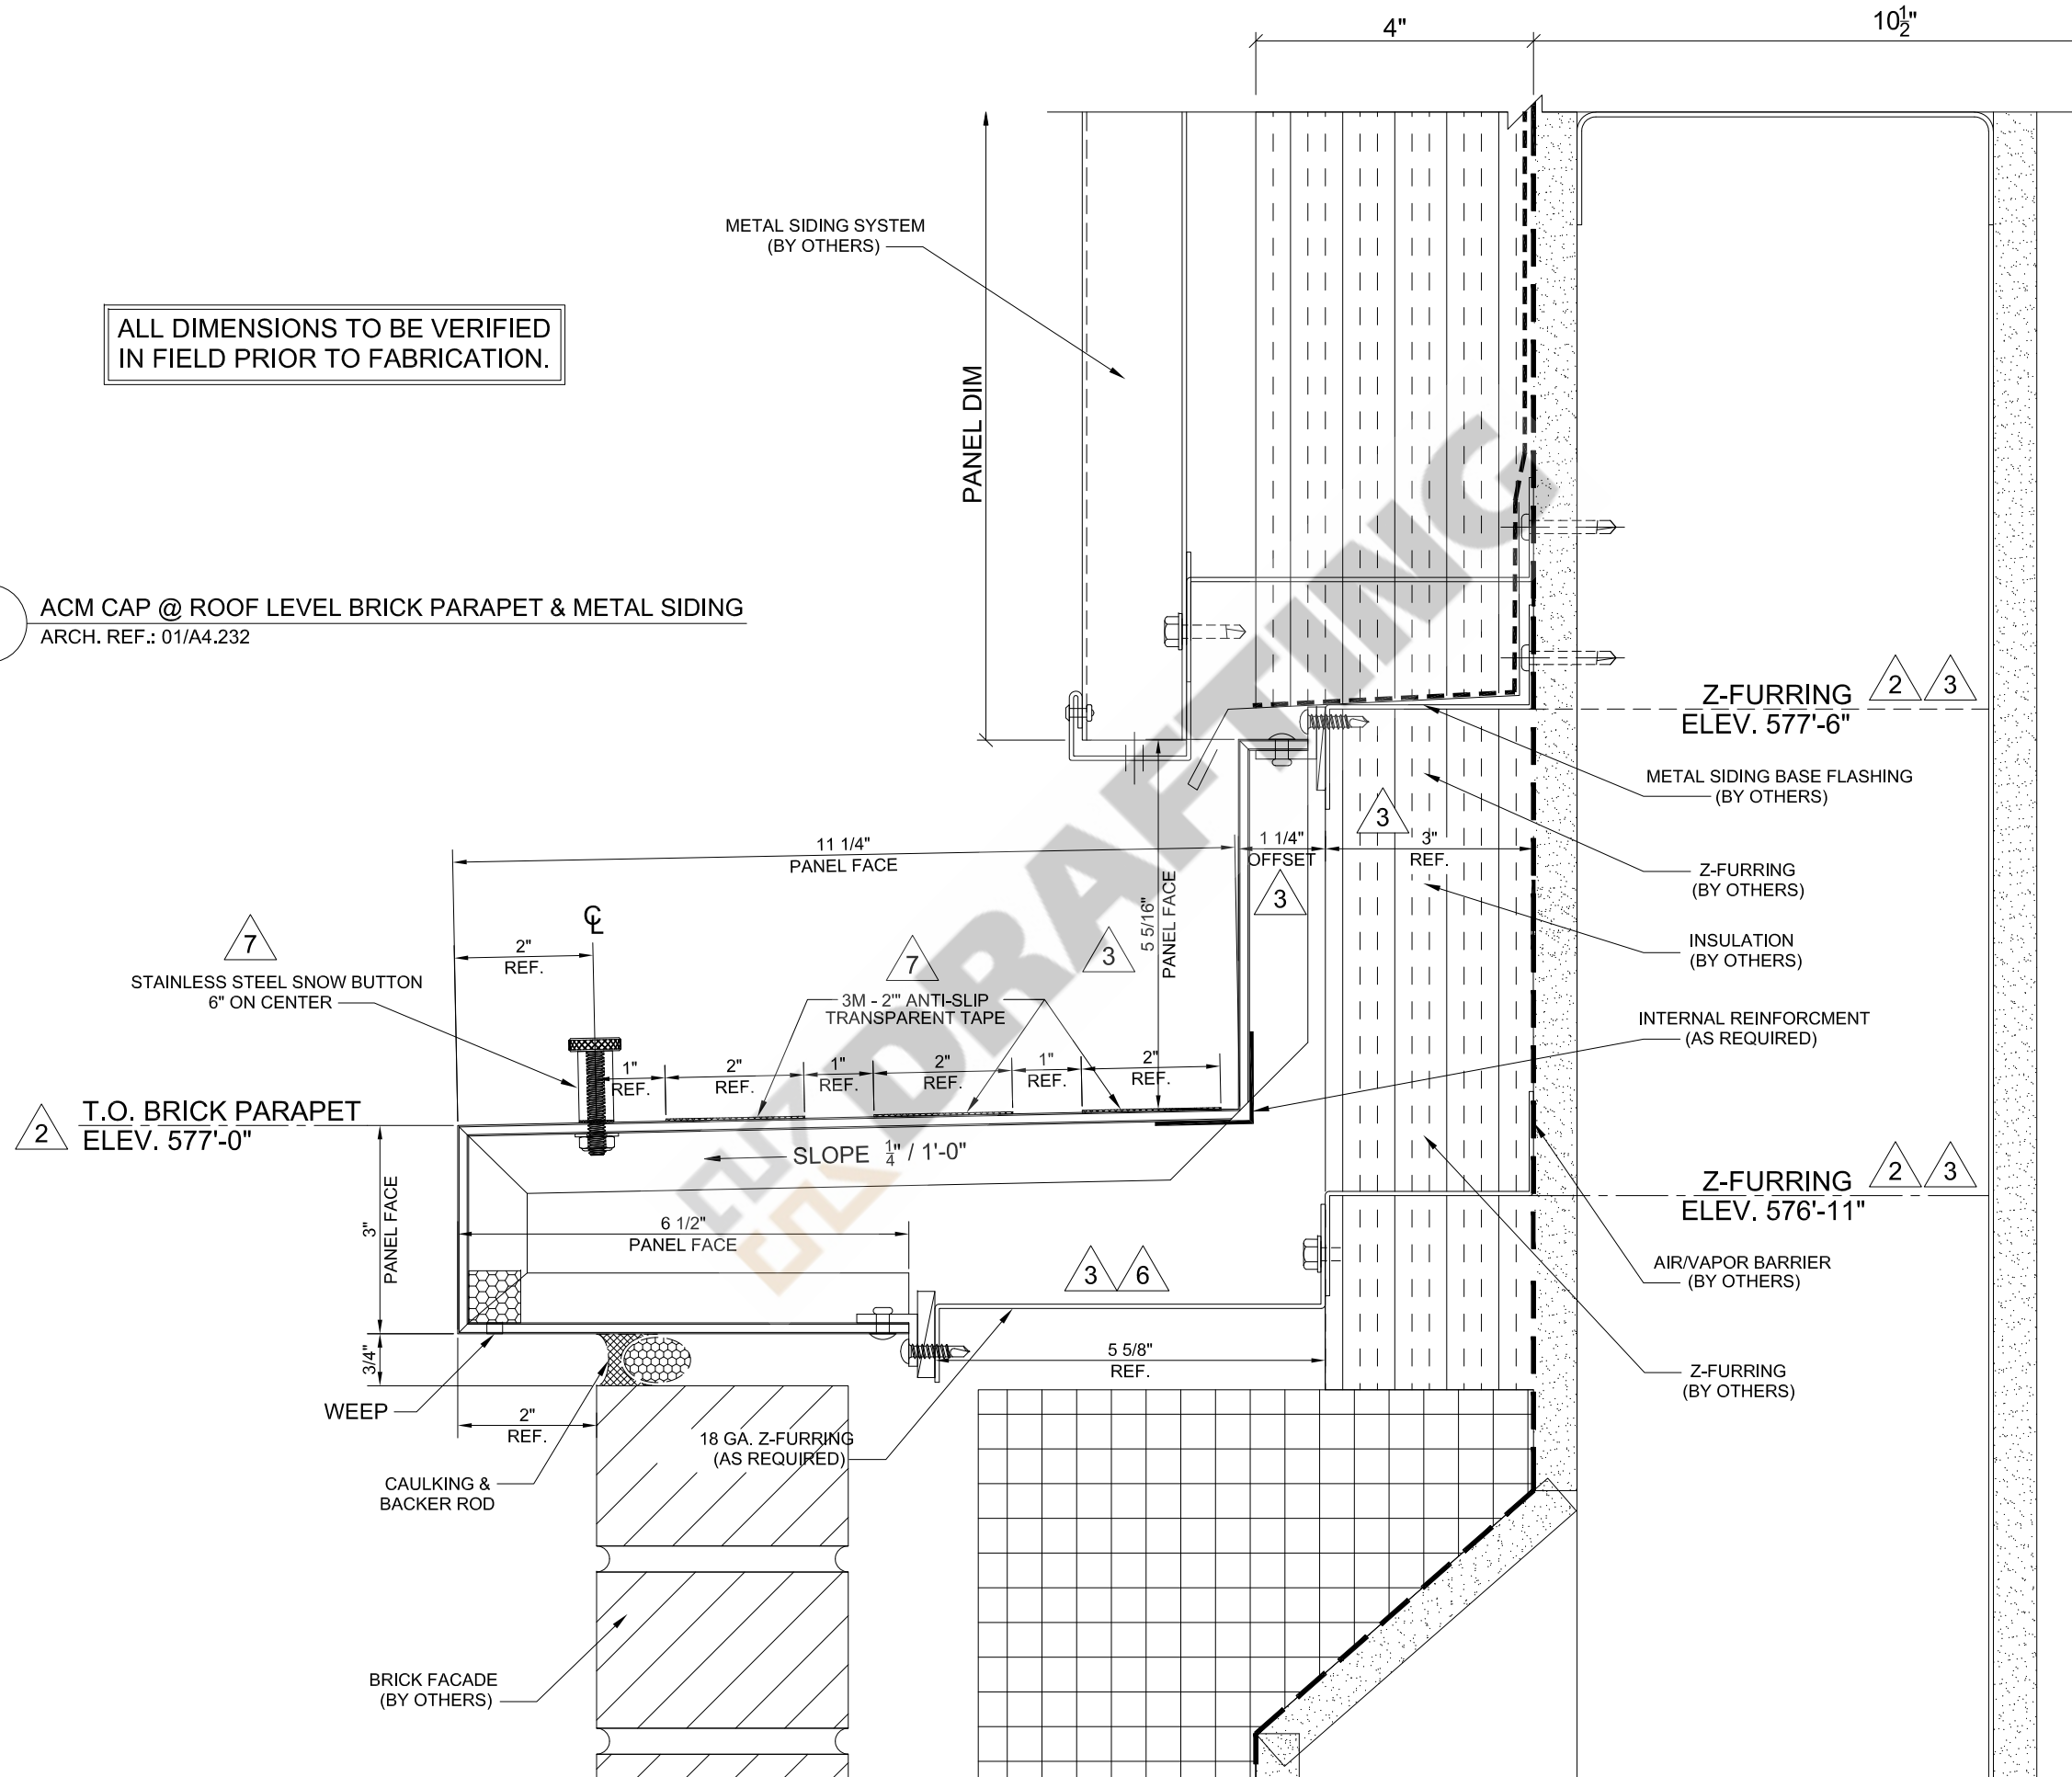 4"
10 1/2"
METAL SIDING SYSTEM
(BY OTHERS)
ALL DIMENSIONS TO BE VERIFIED
IN FIELD PRIOR TO FABRICATION.
PANEL DIM
ACM CAP @ ROOF LEVEL BRICK PARAPET & METAL SIDING
ARCH. REF.: 01/A4.232
Z-FURRING
ELEV. 577'-6"
2 3
METAL SIDING BASE FLASHING
(BY OTHERS)
3
11 1/4"
PANEL FACE
1 1/4"
OFFSET
3
3"
REF.
Z-FURRING
(BY OTHERS)
5 5/16"
PANEL FACE
3
7
STAINLESS STEEL SNOW BUTTON
6" ON CENTER
2"
REF.
CL
7
3M - 2"' ANTI-SLIP
TRANSPARENT TAPE
INSULATION
(BY OTHERS)
INTERNAL REINFORCMENT
(AS REQUIRED)
1"
REF.
2"
REF.
1"
REF.
2"
REF.
1"
REF.
2"
REF.
2
T.O. BRICK PARAPET
ELEV. 577'-0"
SLOPE 1/4" / 1'-0"
Z-FURRING
ELEV. 576'-11"
2 3
3"
PANEL FACE
6 1/2"
PANEL FACE
3 6
AIR/VAPOR BARRIER
(BY OTHERS)
3/4"
5 5/8"
REF.
Z-FURRING
(BY OTHERS)
WEEP
2"
REF.
18 GA. Z-FURRING
(AS REQUIRED)
CAULKING &
BACKER ROD
BRICK FACADE
(BY OTHERS)
DRAFTING